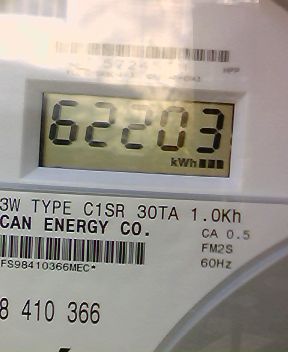 62203
kWh
3W TYPE C1SR 30TA 1.0Kh
CAN ENERGY CO.
CA 0.5
FM2S
60Hz
FS98410366MEC*
8 410 366